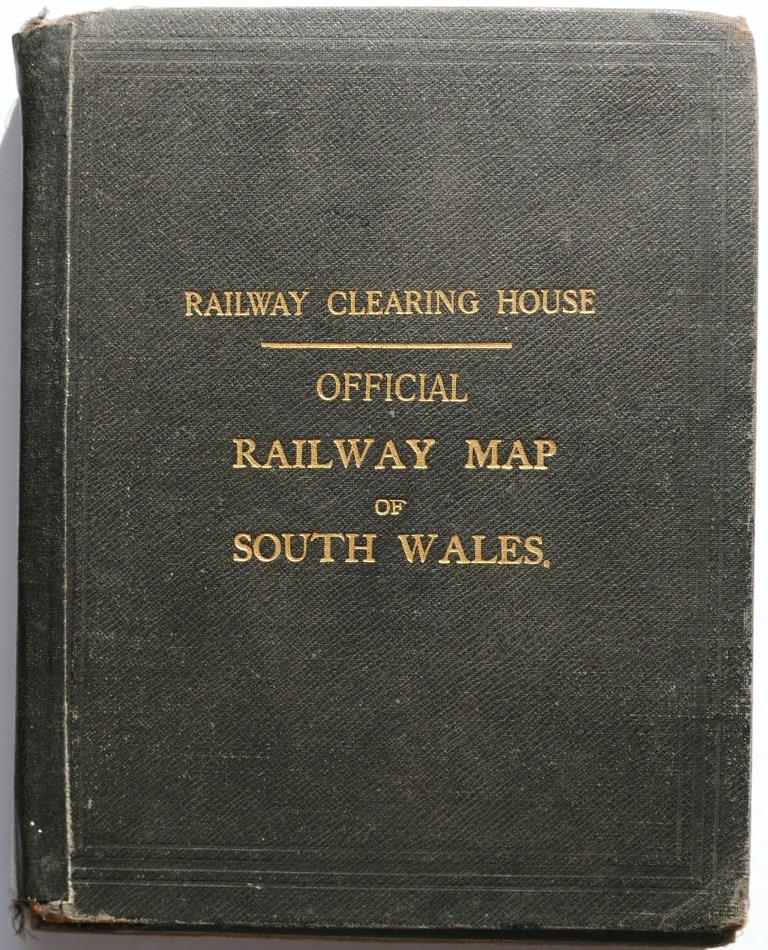 RAILWAY CLEARING HOUSE
OFFICIAL
RAILWAY MAP
OF
SOUTH WALES.